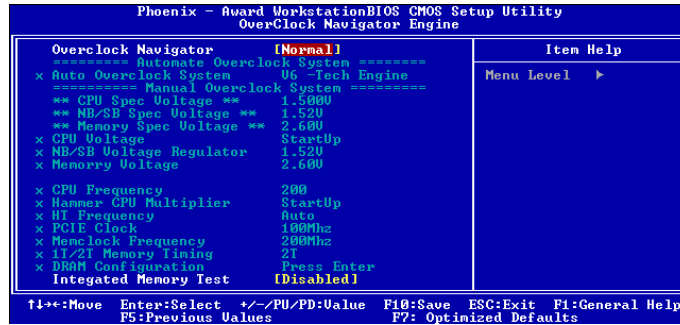 Phoenix - Award WorkstationBIOS CMOS Setup Utility
OverClock Navigator Engine
Overclock Navigator [Normal]
========= Automate Overclock System ========
x Auto Overclock System V6 -Tech Engine
========== Manual Overclock System =========
** CPU Spec Voltage ** 1.500V
** NB/SB Spec Voltage ** 1.52V
** Memory Spec Voltage ** 2.60V
x CPU Voltage StartUp
x NB/SB Voltage Regulator 1.52V
x Memorry Voltage 2.60V
x CPU Frequency 200
x Hammer CPU Multiplier StartUp
x HT Frequency Auto
x PCIE Clock 100Mhz
x Memclock Frequency 200Mhz
x 1T/2T Memory Timing 2T
x DRAM Configuration Press Enter
Integated Memory Test [Disabled]
Item Help
Menu Level ▶
↑↓→←:Move Enter:Select +/-/PU/PD:Value F10:Save ESC:Exit F1:General Help
F5:Previous Values F7: Optimized Defaults